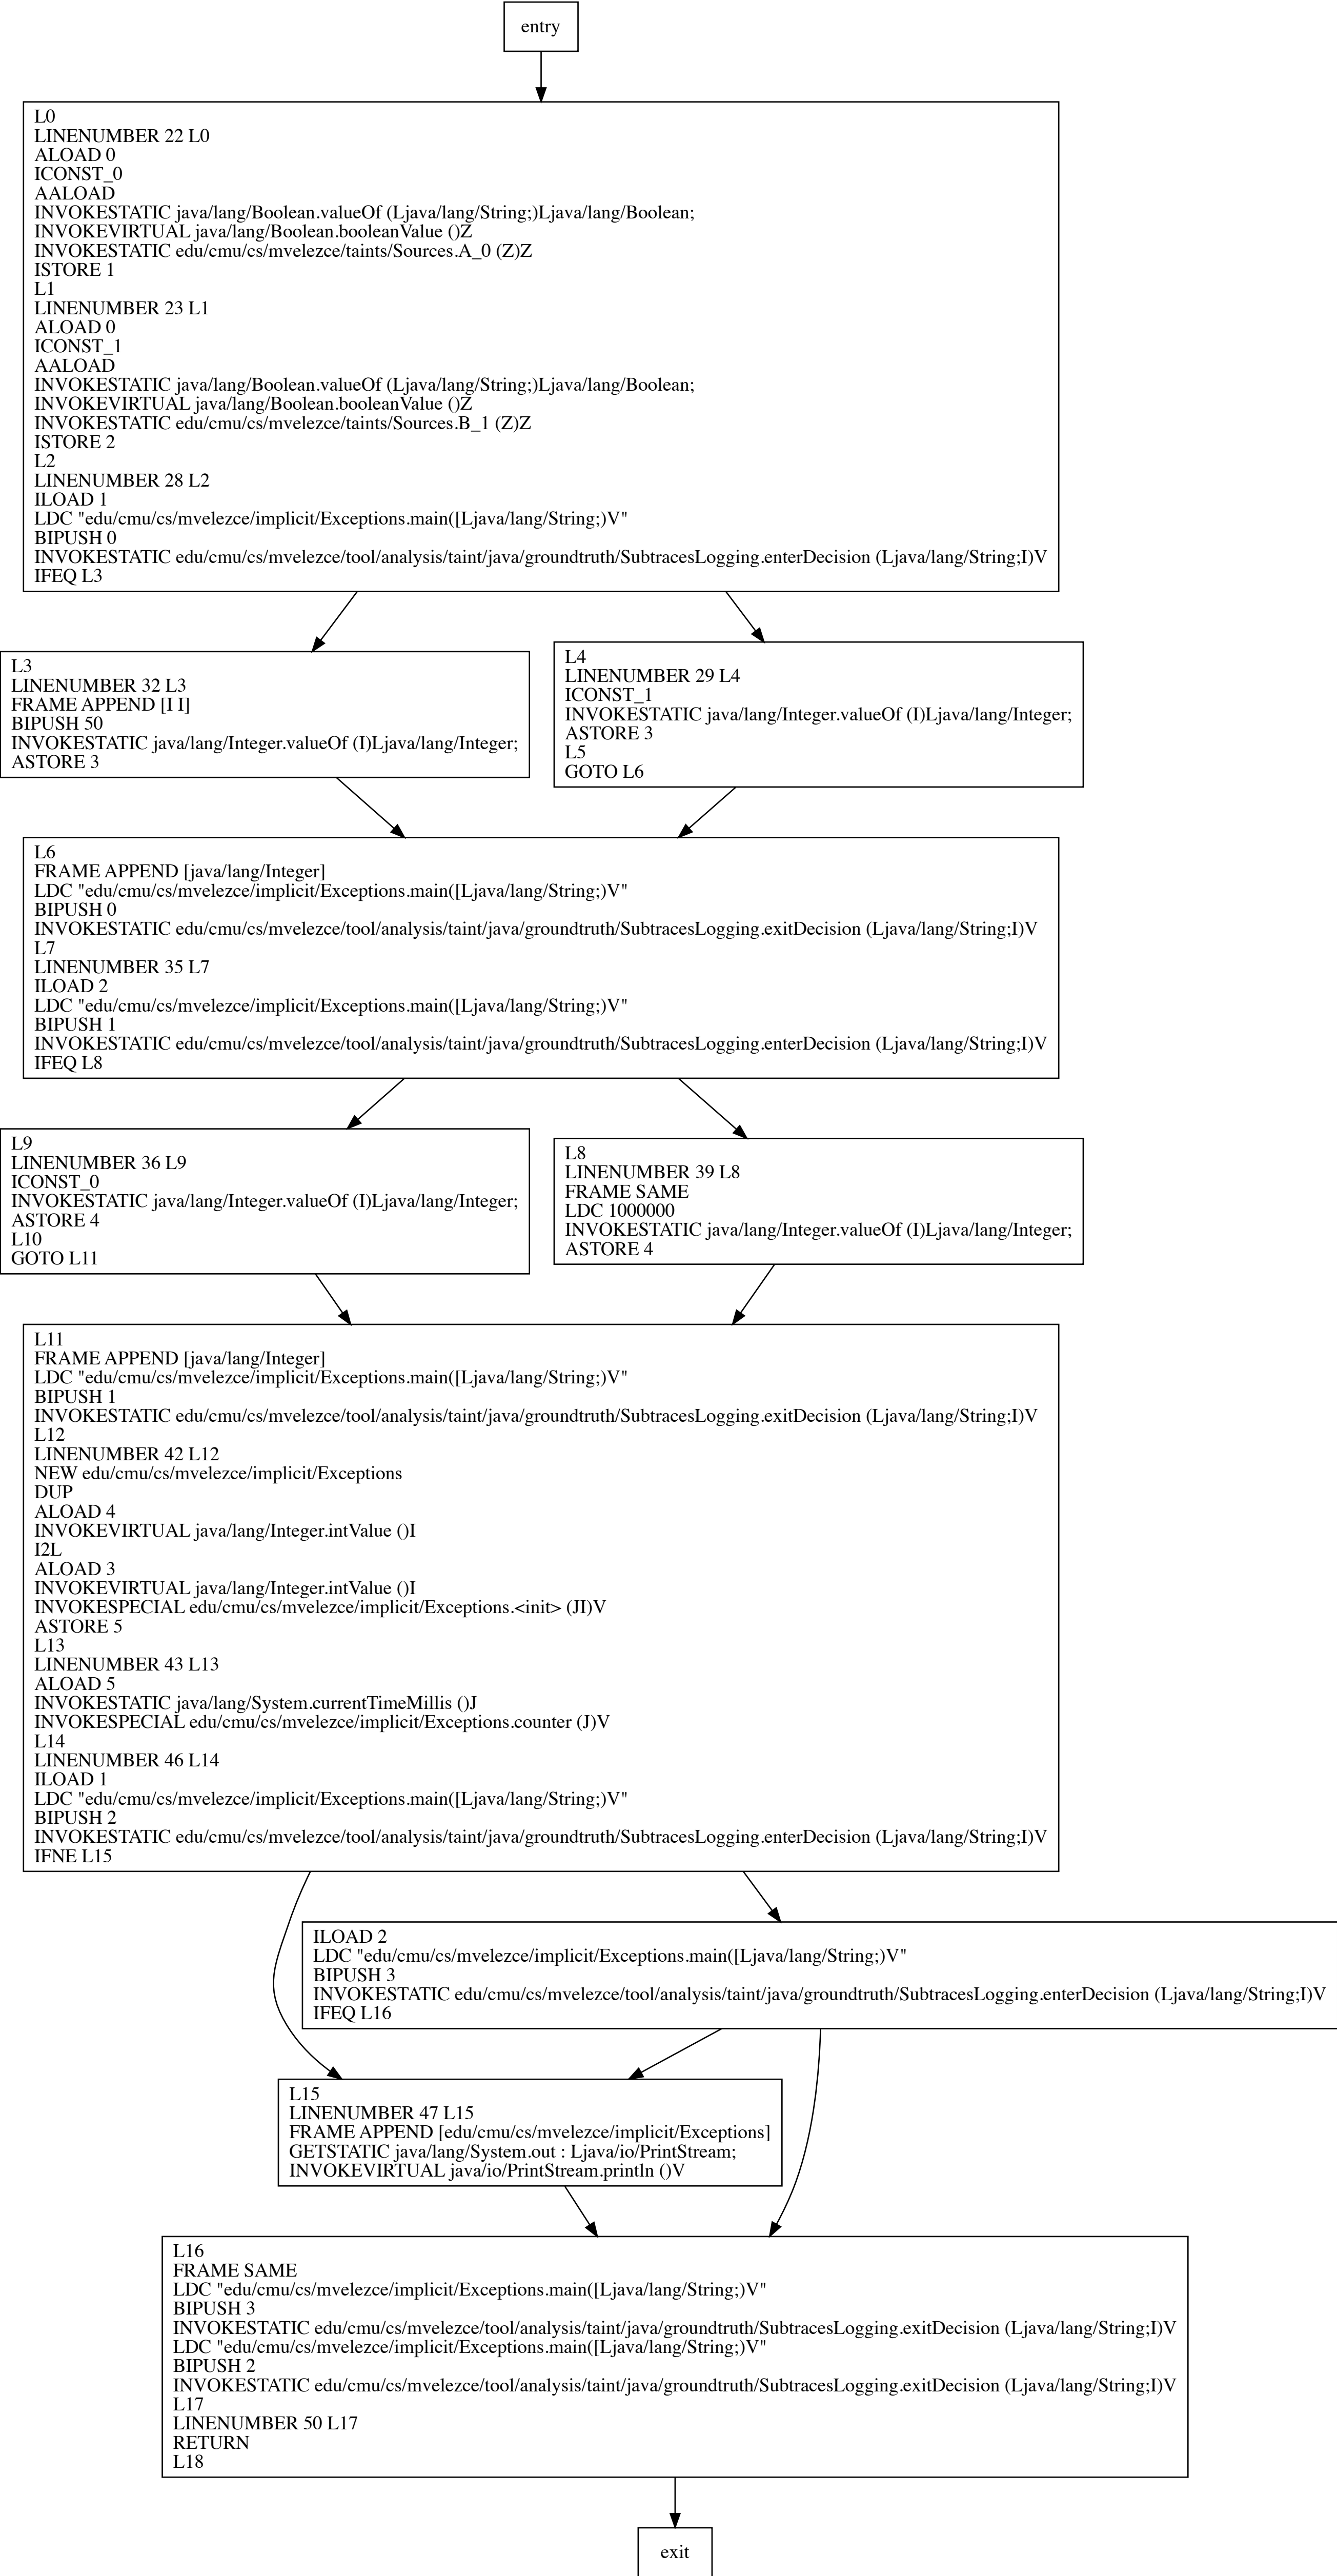 entry
L0
LINENUMBER 22 L0
ALOAD 0
ICONST_0
AALOAD
INVOKESTATIC java/lang/Boolean.valueOf (Ljava/lang/String;)Ljava/lang/Boolean;
INVOKEVIRTUAL java/lang/Boolean.booleanValue ()Z
INVOKESTATIC edu/cmu/cs/mvelezce/taints/Sources.A_0 (Z)Z
ISTORE 1
L1
LINENUMBER 23 L1
ALOAD 0
ICONST_1
AALOAD
INVOKESTATIC java/lang/Boolean.valueOf (Ljava/lang/String;)Ljava/lang/Boolean;
INVOKEVIRTUAL java/lang/Boolean.booleanValue ()Z
INVOKESTATIC edu/cmu/cs/mvelezce/taints/Sources.B_1 (Z)Z
ISTORE 2
L2
LINENUMBER 28 L2
ILOAD 1
LDC "edu/cmu/cs/mvelezce/implicit/Exceptions.main([Ljava/lang/String;)V"
BIPUSH 0
INVOKESTATIC edu/cmu/cs/mvelezce/tool/analysis/taint/java/groundtruth/SubtracesLogging.enterDecision (Ljava/lang/String;I)V
IFEQ L3
L3
LINENUMBER 32 L3
FRAME APPEND [I I]
BIPUSH 50
INVOKESTATIC java/lang/Integer.valueOf (I)Ljava/lang/Integer;
ASTORE 3
L4
LINENUMBER 29 L4
ICONST_1
INVOKESTATIC java/lang/Integer.valueOf (I)Ljava/lang/Integer;
ASTORE 3
L5
GOTO L6
L6
FRAME APPEND [java/lang/Integer]
LDC "edu/cmu/cs/mvelezce/implicit/Exceptions.main([Ljava/lang/String;)V"
BIPUSH 0
INVOKESTATIC edu/cmu/cs/mvelezce/tool/analysis/taint/java/groundtruth/SubtracesLogging.exitDecision (Ljava/lang/String;I)V
L7
LINENUMBER 35 L7
ILOAD 2
LDC "edu/cmu/cs/mvelezce/implicit/Exceptions.main([Ljava/lang/String;)V"
BIPUSH 1
INVOKESTATIC edu/cmu/cs/mvelezce/tool/analysis/taint/java/groundtruth/SubtracesLogging.enterDecision (Ljava/lang/String;I)V
IFEQ L8
L9
LINENUMBER 36 L9
ICONST_0
INVOKESTATIC java/lang/Integer.valueOf (I)Ljava/lang/Integer;
ASTORE 4
L10
GOTO L11
L8
LINENUMBER 39 L8
FRAME SAME
LDC 1000000
INVOKESTATIC java/lang/Integer.valueOf (I)Ljava/lang/Integer;
ASTORE 4
L11
FRAME APPEND [java/lang/Integer]
LDC "edu/cmu/cs/mvelezce/implicit/Exceptions.main([Ljava/lang/String;)V"
BIPUSH 1
INVOKESTATIC edu/cmu/cs/mvelezce/tool/analysis/taint/java/groundtruth/SubtracesLogging.exitDecision (Ljava/lang/String;I)V
L12
LINENUMBER 42 L12
NEW edu/cmu/cs/mvelezce/implicit/Exceptions
DUP
ALOAD 4
INVOKEVIRTUAL java/lang/Integer.intValue ()I
I2L
ALOAD 3
INVOKEVIRTUAL java/lang/Integer.intValue ()I
INVOKESPECIAL edu/cmu/cs/mvelezce/implicit/Exceptions.<init> (JI)V
ASTORE 5
L13
LINENUMBER 43 L13
ALOAD 5
INVOKESTATIC java/lang/System.currentTimeMillis ()J
INVOKESPECIAL edu/cmu/cs/mvelezce/implicit/Exceptions.counter (J)V
L14
LINENUMBER 46 L14
ILOAD 1
LDC "edu/cmu/cs/mvelezce/implicit/Exceptions.main([Ljava/lang/String;)V"
BIPUSH 2
INVOKESTATIC edu/cmu/cs/mvelezce/tool/analysis/taint/java/groundtruth/SubtracesLogging.enterDecision (Ljava/lang/String;I)V
IFNE L15
ILOAD 2
LDC "edu/cmu/cs/mvelezce/implicit/Exceptions.main([Ljava/lang/String;)V"
BIPUSH 3
INVOKESTATIC edu/cmu/cs/mvelezce/tool/analysis/taint/java/groundtruth/SubtracesLogging.enterDecision (Ljava/lang/String;I)V
IFEQ L16
L15
LINENUMBER 47 L15
FRAME APPEND [edu/cmu/cs/mvelezce/implicit/Exceptions]
GETSTATIC java/lang/System.out : Ljava/io/PrintStream;
INVOKEVIRTUAL java/io/PrintStream.println ()V
L16
FRAME SAME
LDC "edu/cmu/cs/mvelezce/implicit/Exceptions.main([Ljava/lang/String;)V"
BIPUSH 3
INVOKESTATIC edu/cmu/cs/mvelezce/tool/analysis/taint/java/groundtruth/SubtracesLogging.exitDecision (Ljava/lang/String;I)V
LDC "edu/cmu/cs/mvelezce/implicit/Exceptions.main([Ljava/lang/String;)V"
BIPUSH 2
INVOKESTATIC edu/cmu/cs/mvelezce/tool/analysis/taint/java/groundtruth/SubtracesLogging.exitDecision (Ljava/lang/String;I)V
L17
LINENUMBER 50 L17
RETURN
L18
exit